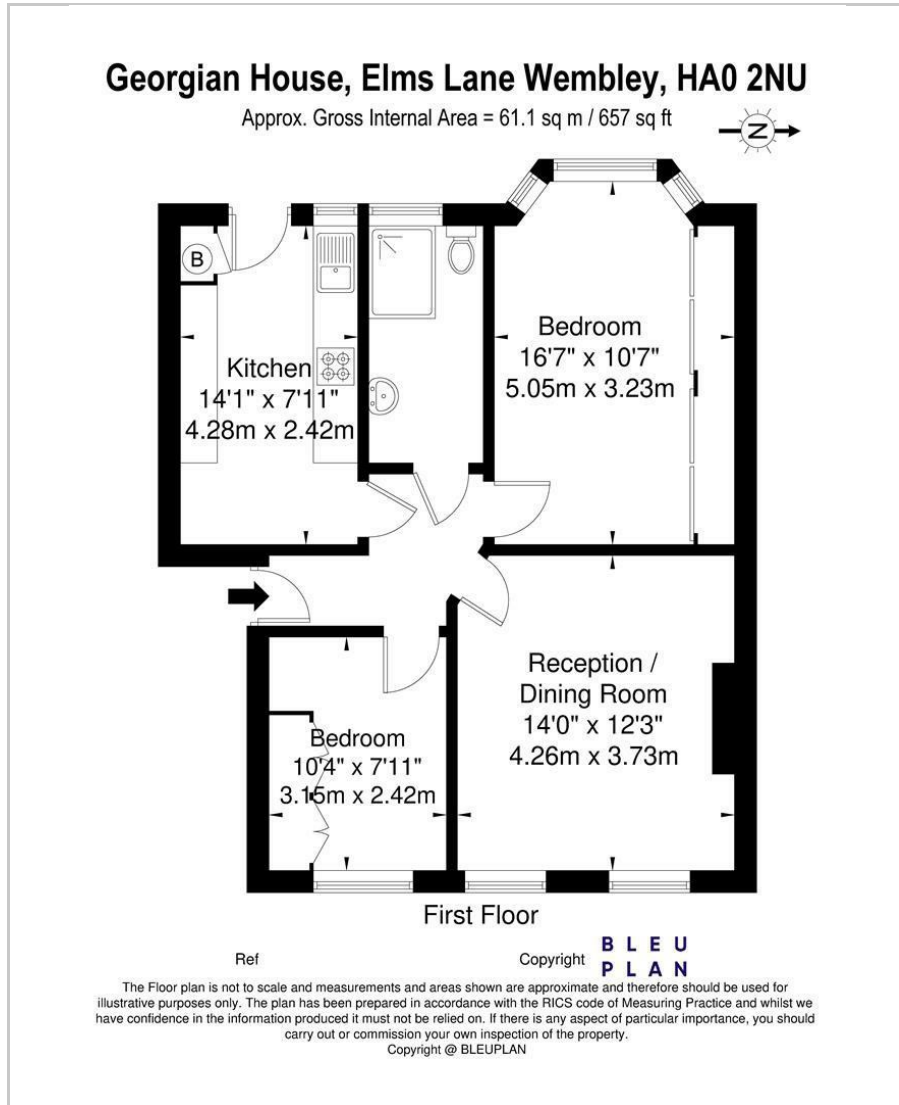 Georgian House, Elms Lane Wembley, HA0 2NU
Approx. Gross Internal Area = 61.1 sq m / 657 sq ft
N
B
Kitchen
14'1" x 7'11"
4.28m x 2.42m
Bedroom
16'7" x 10'7"
5.05m x 3.23m
Reception /
Dining Room
14'0" x 12'3"
4.26m x 3.73m
Bedroom
10'4" x 7'11"
3.15m x 2.42m
First Floor
Ref
Copyright
BLEU
PLAN
The Floor plan is not to scale and measurements and areas shown are approximate and therefore should be used for
illustrative purposes only. The plan has been prepared in accordance with the RICS code of Measuring Practice and whilst we
have confidence in the information produced it must not be relied on. If there is any aspect of particular importance, you should
carry out or commission your own inspection of the property.
Copyright @ BLEUPLAN